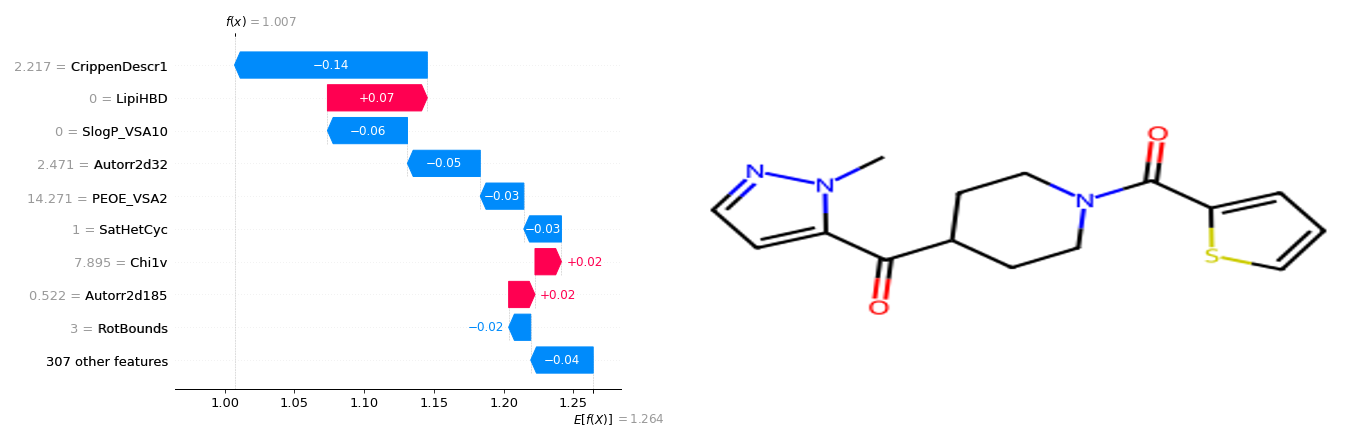 f(x) = 1.007
2.217 = CrippenDescr1
−0.14
0 = LipiHBD
+0.07
0 = SlogP_VSA10
−0.06
2.471 = Autorr2d32
−0.05
14.271 = PEOE_VSA2
−0.03
1 = SatHetCyc
−0.03
7.895 = Chi1v
+0.02
0.522 = Autorr2d185
+0.02
3 = RotBounds
−0.02
307 other features
−0.04
1.00 1.05 1.10 1.15 1.20 1.25
E[f(X)] = 1.264
O
N
N
N
S
O